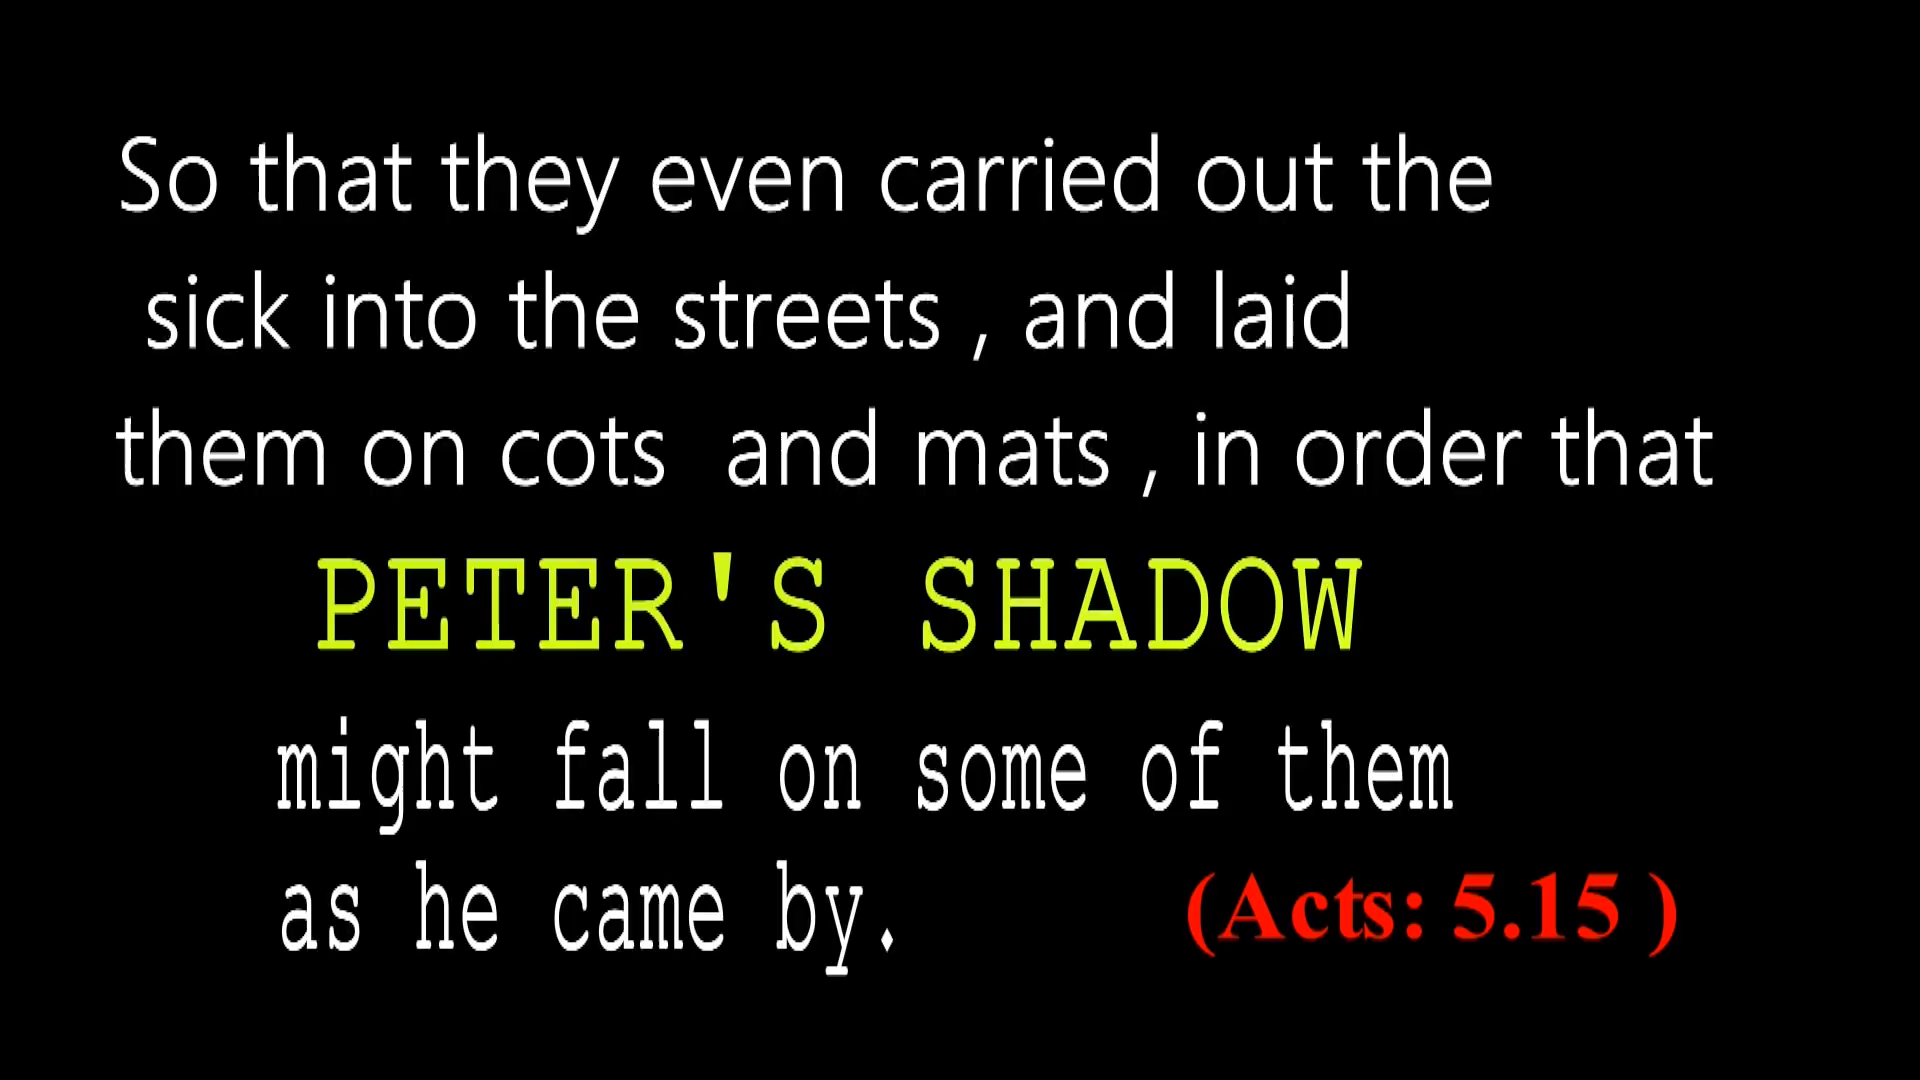 So that they even carried out the
sick into the streets , and laid
them on cots and mats , in order that
PETER'S SHADOW
might fall on some of them
as he came by. (Acts: 5.15 )